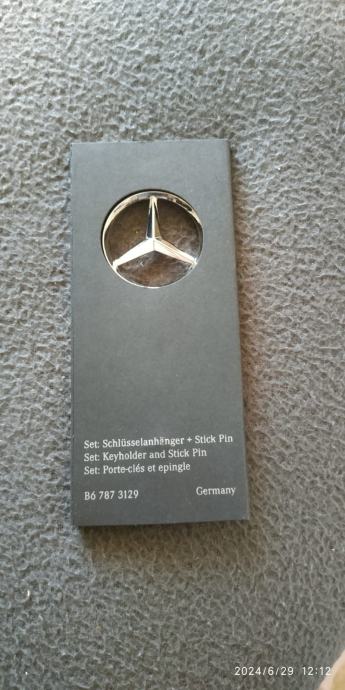 Set: Schlüsselanhänger + Stick Pin
Set: Keyholder and Stick Pin
Set: Porte-clés et epingle
B6 787 3129 Germany
2024/6/29 12:12